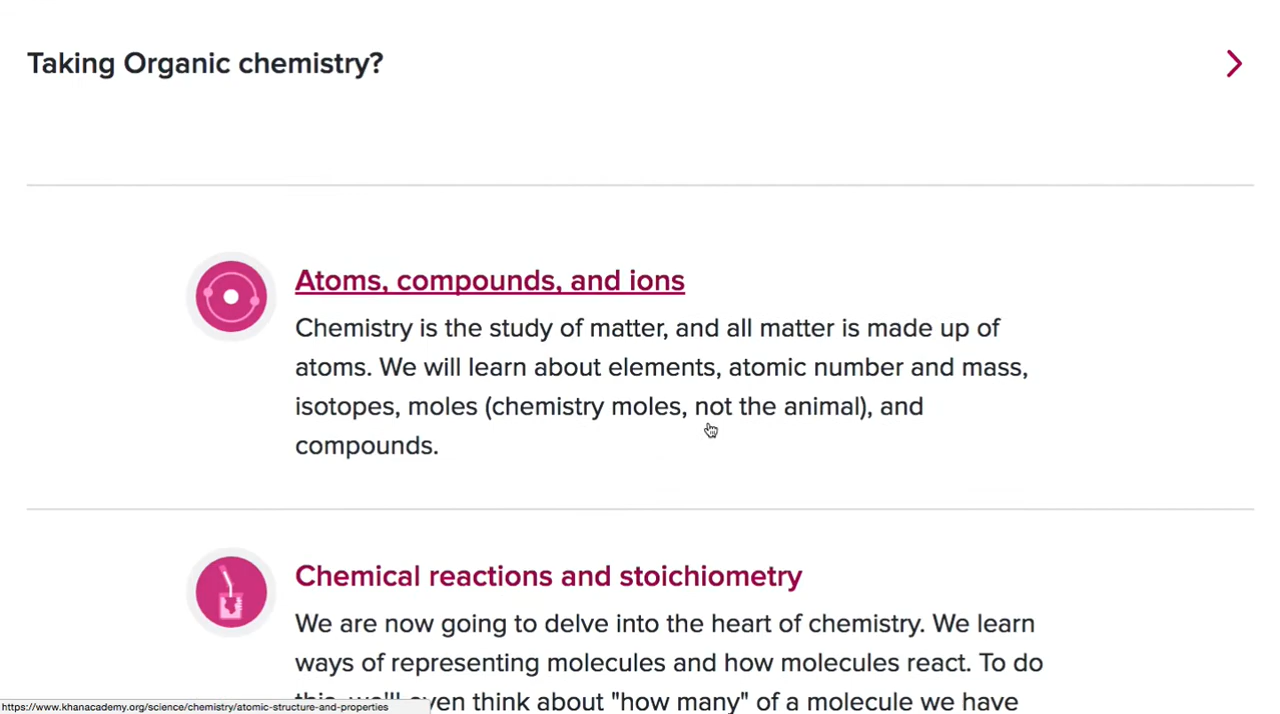 Taking Organic chemistry?
Atoms, compounds, and ions
Chemistry is the study of matter, and all matter is made up of
atoms. We will learn about elements, atomic number and mass,
isotopes, moles (chemistry moles, not the animal), and
compounds.
Chemical reactions and stoichiometry
We are now going to delve into the heart of chemistry. We learn
ways of representing molecules and how molecules react. To do
this, we'll even think about "how many" of a molecule we have
https://www.khanacademy.org/science/chemistry/atomic-structure-and-properties